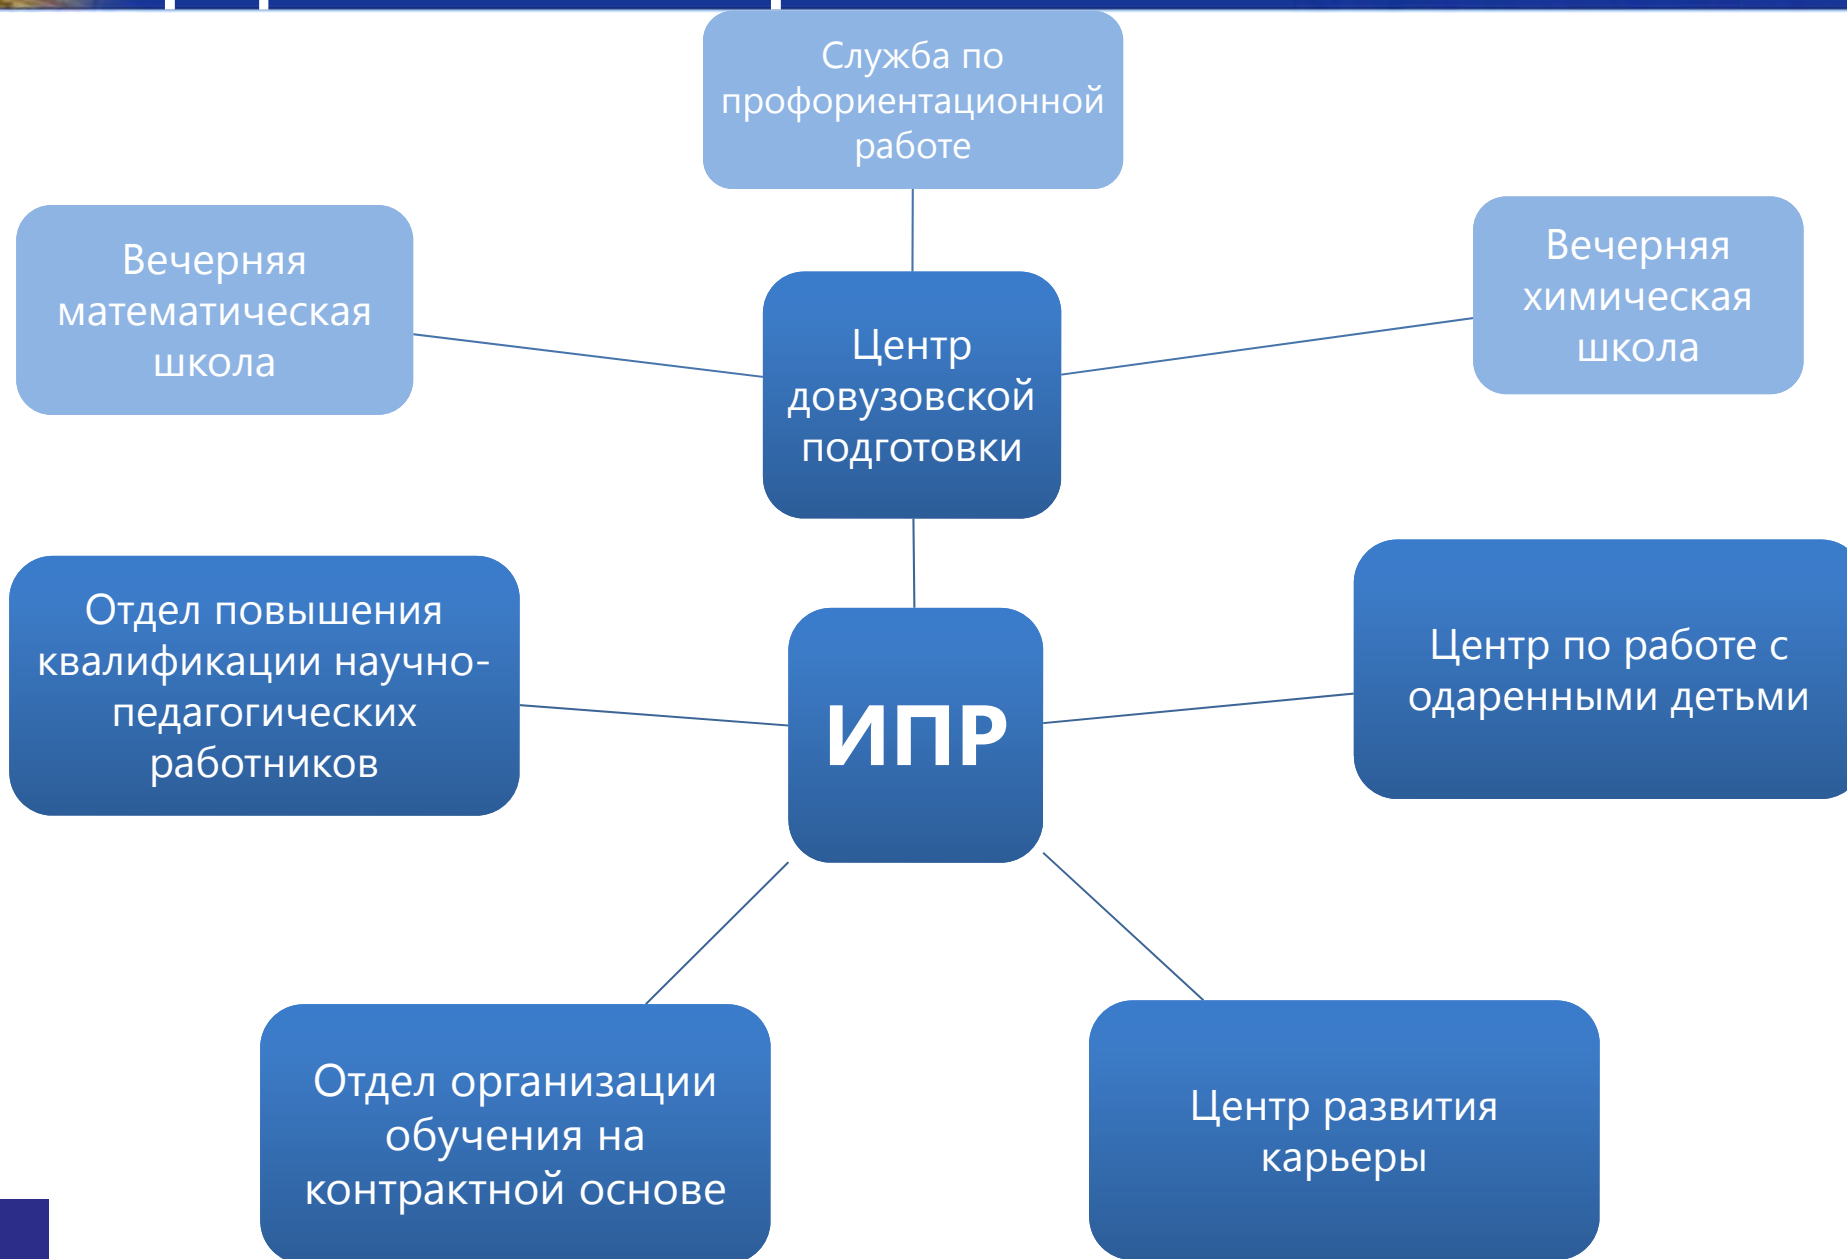 Служба по
профориентационной
работе
Вечерняя
математическая
школа
Вечерняя
химическая
школа
Центр
довузовской
подготовки
Отдел повышения
квалификации научно-
педагогических
работников
ИПР
Центр по работе с
одаренными детьми
Отдел организации
обучения на
контрактной основе
Центр развития
карьеры